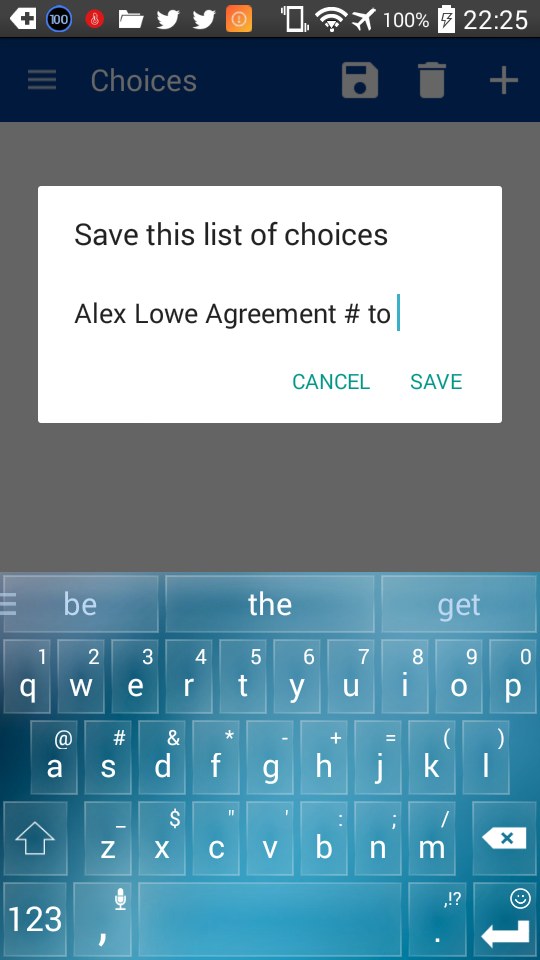 100 100% 22:25
Choices
Save this list of choices
Alex Lowe Agreement # to
CANCEL SAVE
be the get
1 2 3 4 5 6 7 8 9 0
q w e r t y u i o p
@ # & * - + = ( )
a s d f g h j k l
_ $ " ' : ; /
z x c v b n m
123 , . ,!?